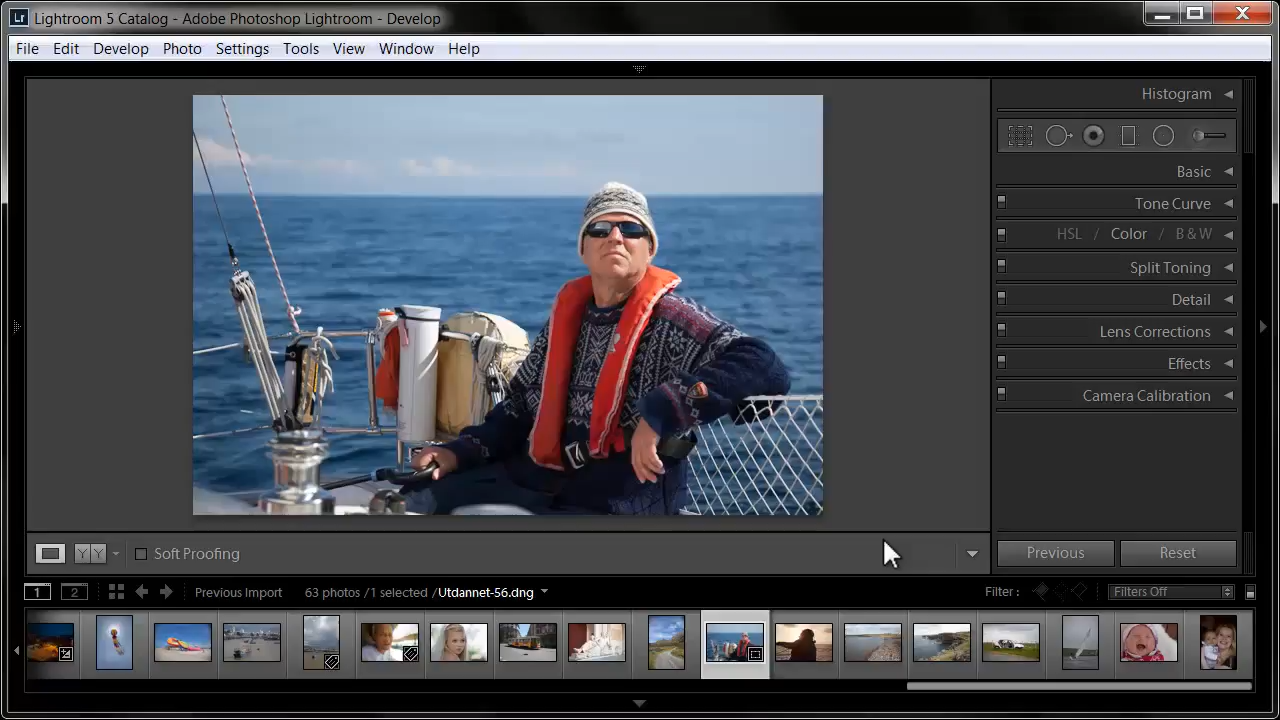 Lr Lightroom 5 Catalog - Adobe Photoshop Lightroom - Develop
File Edit Develop Photo Settings Tools View Window Help
Histogram
Basic
Tone Curve
HSL / Color / B & W
Split Toning
Detail
Lens Corrections
Effects
Camera Calibration
YY Soft Proofing
Previous Reset
1 2 Previous Import 63 photos / 1 selected / Utdannet-56.dng Filter : Filters Off